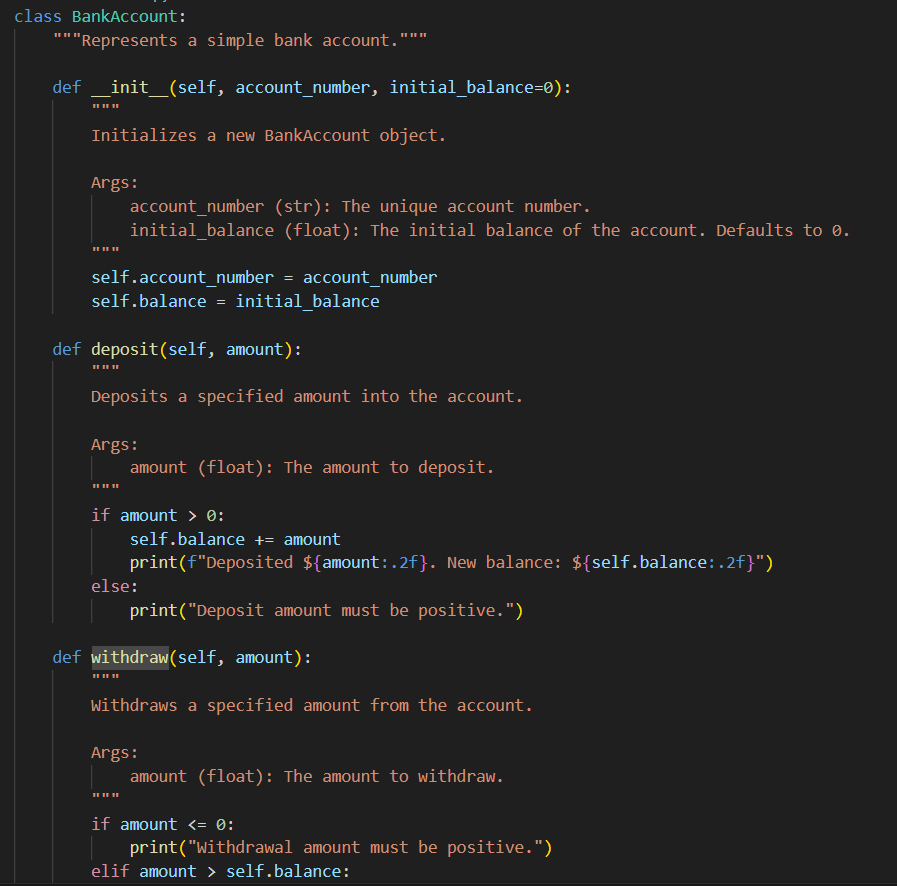 class BankAccount:
    """Represents a simple bank account."""

    def __init__(self, account_number, initial_balance=0):
        """
        Initializes a new BankAccount object.

        Args:
            account_number (str): The unique account number.
            initial_balance (float): The initial balance of the account. Defaults to 0.
        """
        self.account_number = account_number
        self.balance = initial_balance

    def deposit(self, amount):
        """
        Deposits a specified amount into the account.

        Args:
            amount (float): The amount to deposit.
        """
        if amount > 0:
            self.balance += amount
            print(f"Deposited ${amount:.2f}. New balance: ${self.balance:.2f}")
        else:
            print("Deposit amount must be positive.")

    def withdraw(self, amount):
        """
        Withdraws a specified amount from the account.

        Args:
            amount (float): The amount to withdraw.
        """
        if amount <= 0:
            print("Withdrawal amount must be positive.")
        elif amount > self.balance: